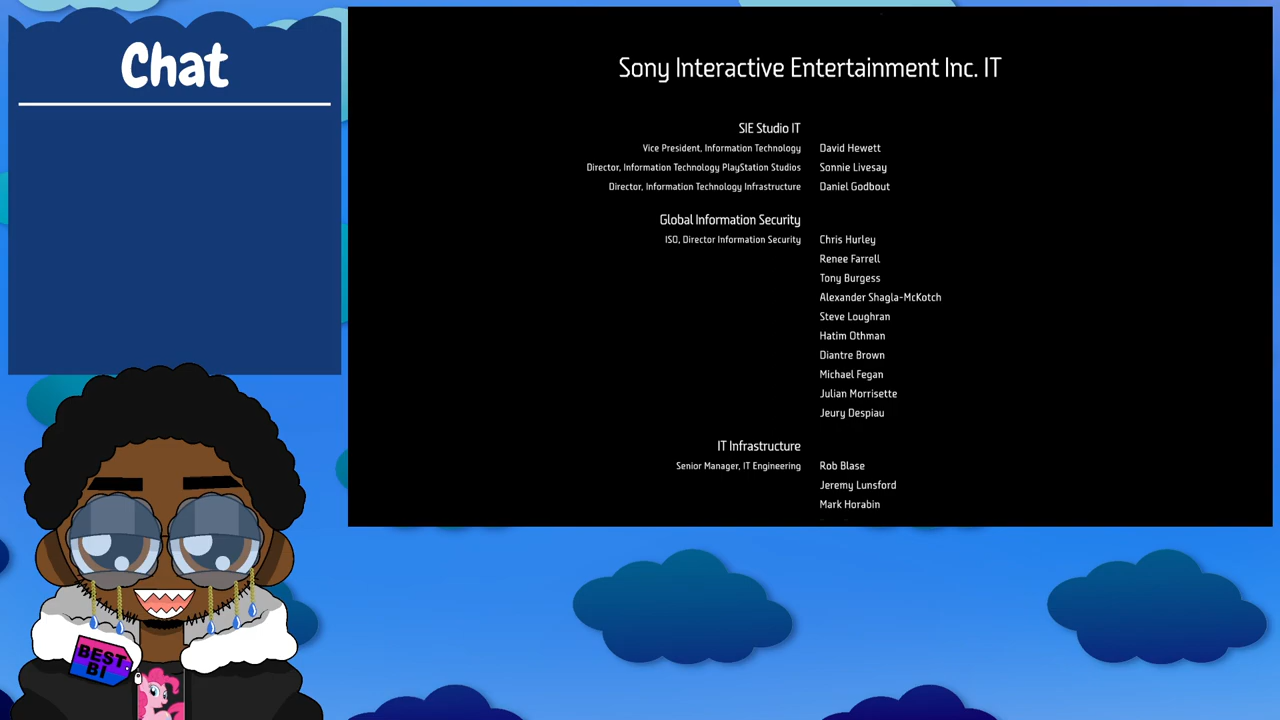 Chat
Sony Interactive Entertainment Inc. IT
SIE Studio IT
Vice President, Information Technology David Hewett
Director, Information Technology PlayStation Studios Sonnie Livesay
Director, Information Technology Infrastructure Daniel Godbout
Global Information Security
ISO, Director Information Security Chris Hurley
Renee Farrell
Tony Burgess
Alexander Shagla-McKotch
Steve Loughran
Hatim Othman
Diantre Brown
Michael Fegan
Julian Morrisette
Jeury Despiau
IT Infrastructure
Senior Manager, IT Engineering Rob Blase
Jeremy Lunsford
Mark Horabin
BEST
BI